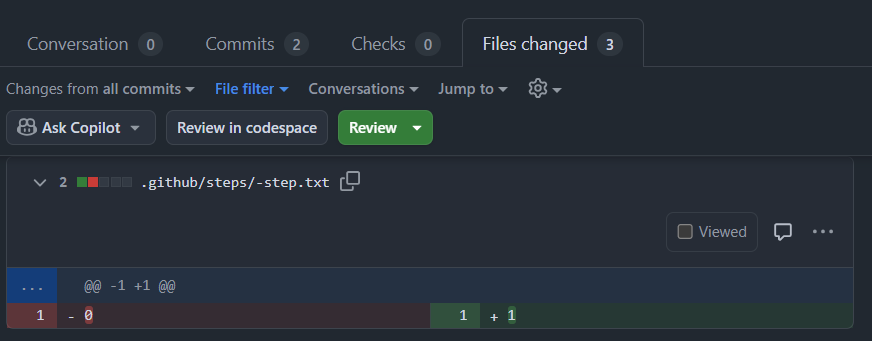 Conversation 0 Commits 2 Checks 0 Files changed 3
Changes from all commits File filter Conversations Jump to
Ask Copilot Review in codespace Review
2 .github/steps/-step.txt
Viewed
... @@ -1 +1 @@
1 - 0 1 + 1